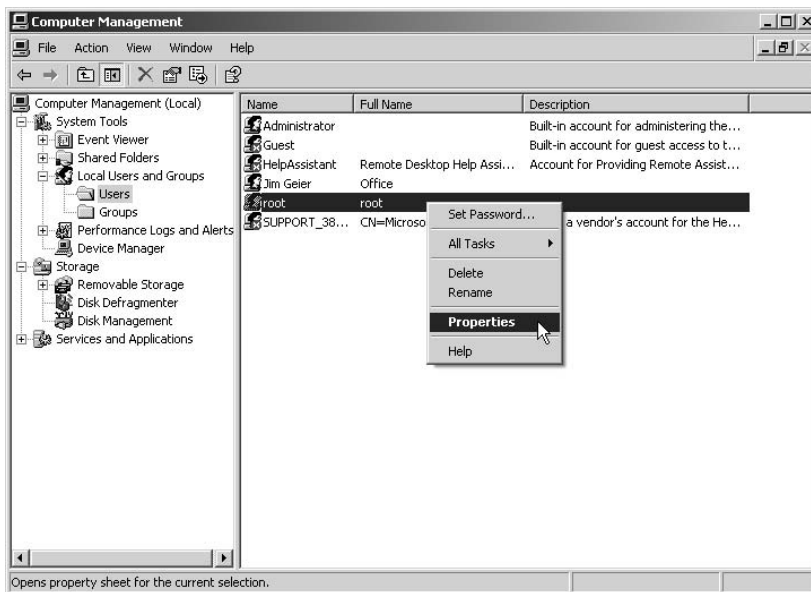 Computer Management
File Action View Window Help
Computer Management (Local)
System Tools
Event Viewer
Shared Folders
Local Users and Groups
Users
Groups
Performance Logs and Alerts
Device Manager
Storage
Removable Storage
Disk Defragmenter
Disk Management
Services and Applications
Name Full Name Description
Administrator Built-in account for administering the...
Guest Built-in account for guest access to t...
HelpAssistant Remote Desktop Help Assi... Account for Providing Remote Assist...
Jim Geier Office
root root
SUPPORT_38... CN=Microso a vendor's account for the He...
Set Password...
All Tasks
Delete
Rename
Properties
Help
Opens property sheet for the current selection.